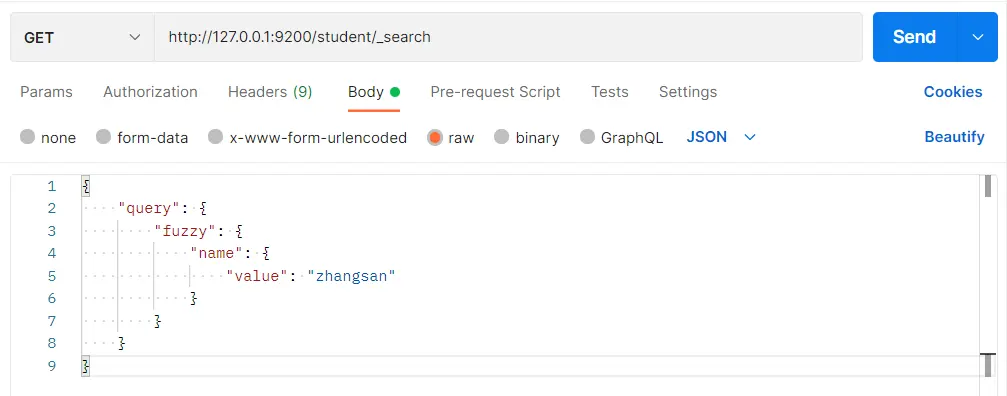 GET http://127.0.0.1:9200/student/_search Send
Params Authorization Headers (9) Body Pre-request Script Tests Settings Cookies
none form-data x-www-form-urlencoded raw binary GraphQL JSON Beautify
1 {
2 "query": {
3 "fuzzy": {
4 "name": {
5 "value": "zhangsan"
6 }
7 }
8 }
9 }